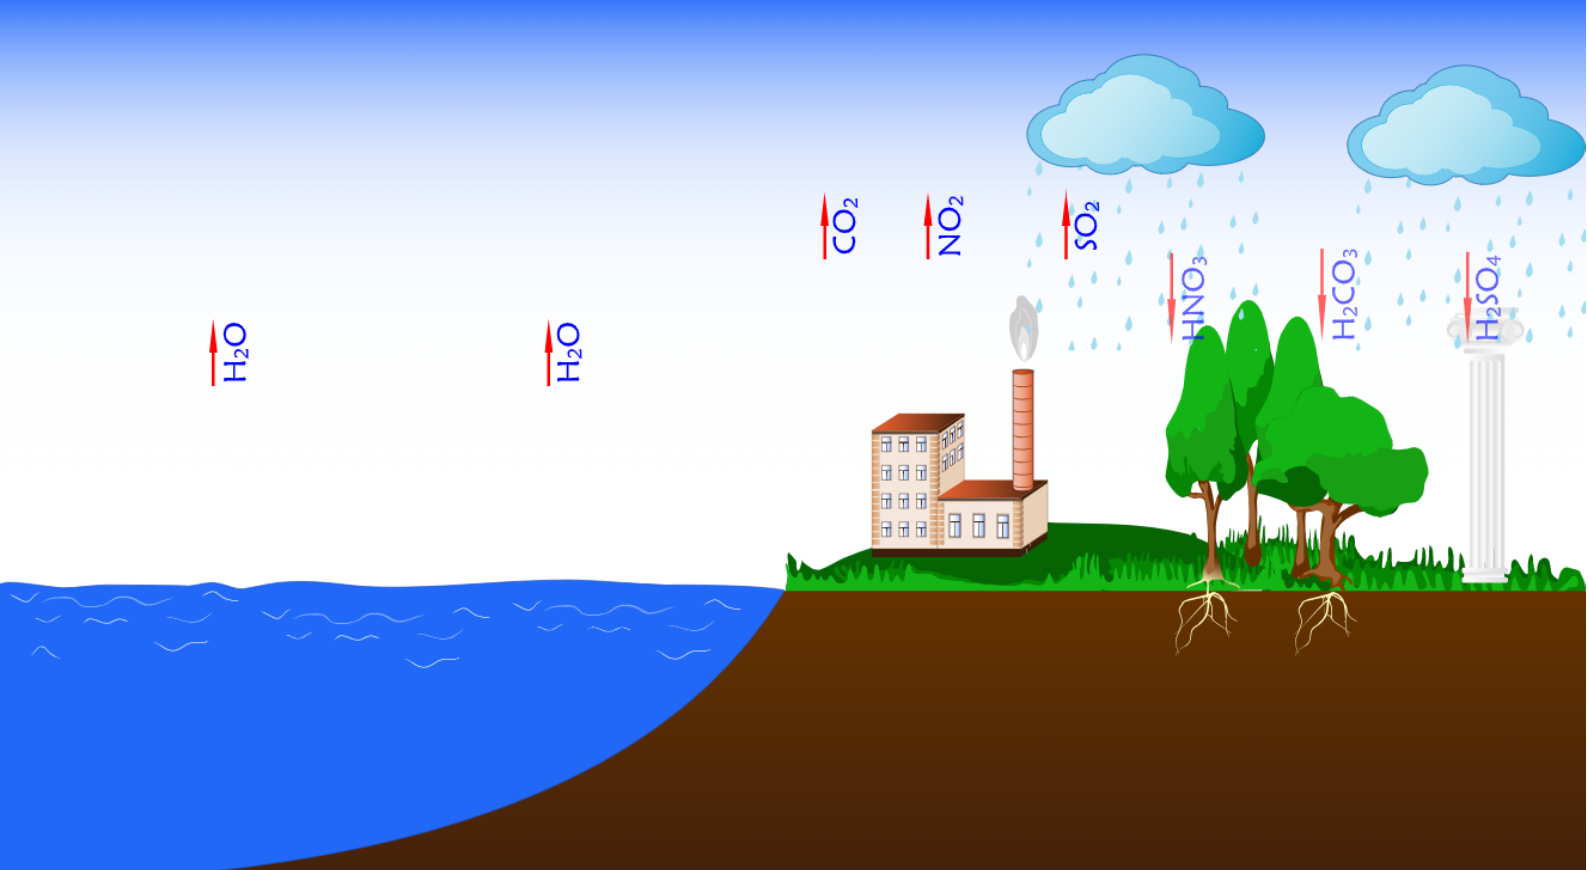 H₂O
H₂O
CO₂
NO₂
SO₂
HNO₃
H₂CO₃
H₂SO₄